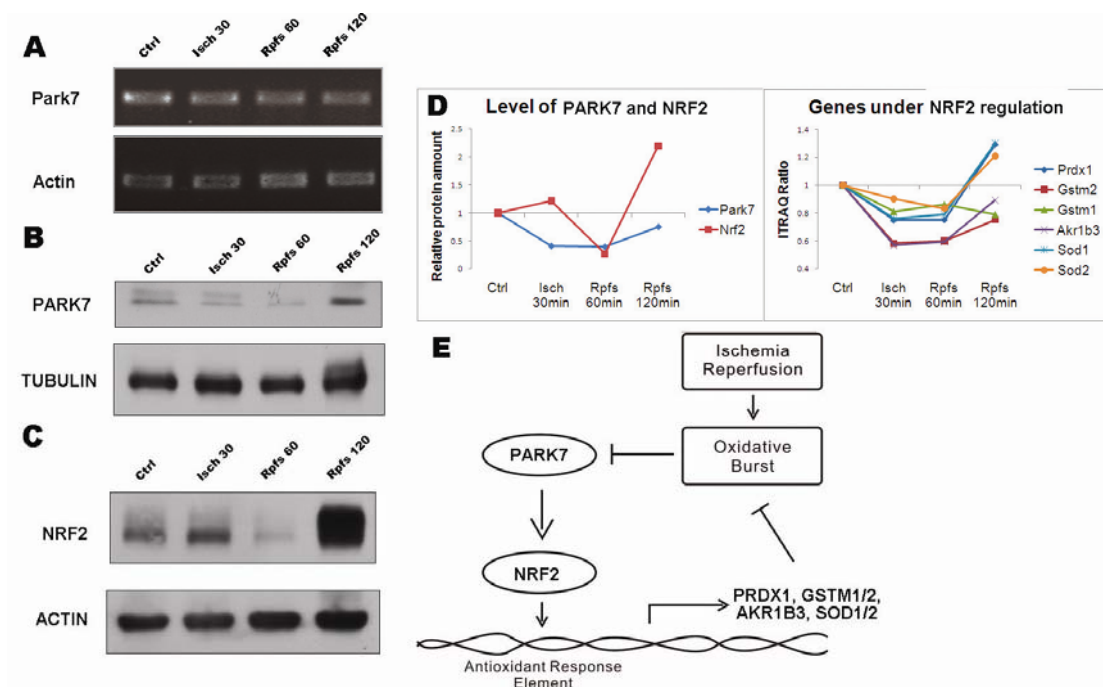 A
Ctrl
Isch 30
Rpfs 60
Rpfs 120
Park7
Actin
B
Ctrl
Isch 30
Rpfs 60
Rpfs 120
PARK7
TUBULIN
C
Ctrl
Isch 30
Rpfs 60
Rpfs 120
NRF2
ACTIN
D
Level of PARK7 and NRF2
Relative protein amount
2.5
2
1.5
1
0.5
0
Ctrl
Isch
30min
Rpfs
60min
Rpfs
120min
Park7
Nrf2
Genes under NRF2 regulation
ITRAQ Ratio
1.4
1.2
1
0.8
0.6
0.4
Ctrl
Isch
30min
Rpfs
60min
Rpfs
120min
Prdx1
Gstm2
Gstm1
Akr1b3
Sod1
Sod2
E
Ischemia
Reperfusion
Oxidative
Burst
PARK7
NRF2
PRDX1, GSTM1/2,
AKR1B3, SOD1/2
Antioxidant Response
Element